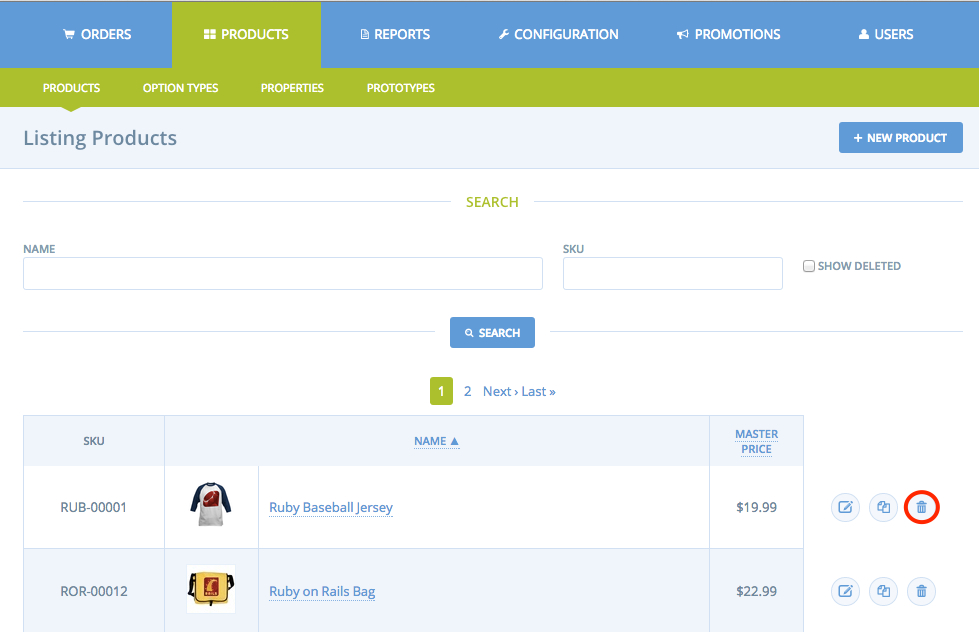 ORDERS PRODUCTS REPORTS CONFIGURATION PROMOTIONS USERS
PRODUCTS OPTION TYPES PROPERTIES PROTOTYPES
Listing Products
+ NEW PRODUCT
SEARCH
NAME SKU
SHOW DELETED
SEARCH
1 2 Next › Last »
SKU NAME ▲ MASTER PRICE
RUB-00001 Ruby Baseball Jersey $19.99
ROR-00012 Ruby on Rails Bag $22.99